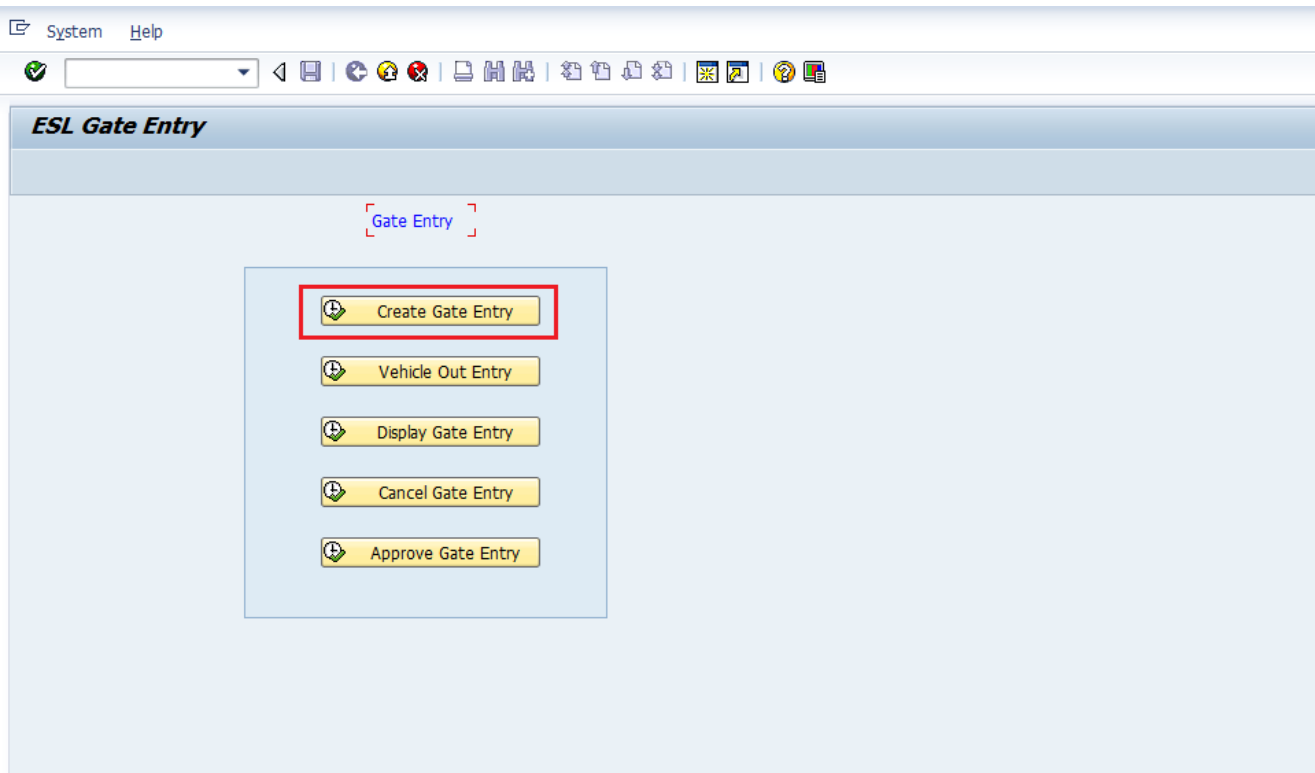 System Help
ESL Gate Entry
Gate Entry
Create Gate Entry
Vehicle Out Entry
Display Gate Entry
Cancel Gate Entry
Approve Gate Entry